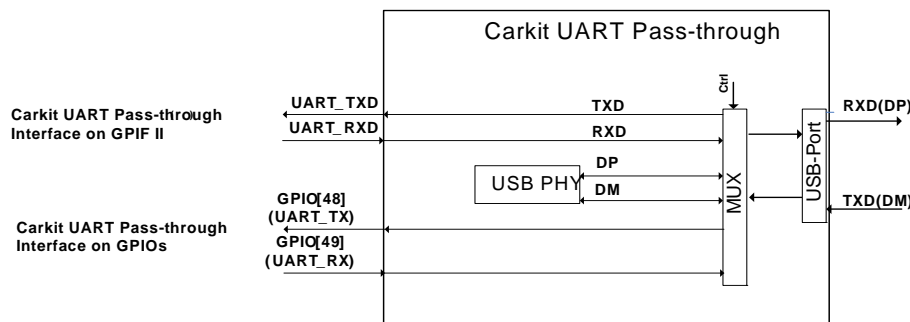 Carkit UART Pass-through
Ctrl
Carkit UART Pass-through
Interface on GPIF II
UART_TXD
TXD
UART_RXD
RXD
RXD(DP)
USB-Port
MUX
USB PHY
DP
DM
TXD(DM)
Carkit UART Pass-through
Interface on GPIOs
GPIO[48]
(UART_TX)
GPIO[49]
(UART_RX)